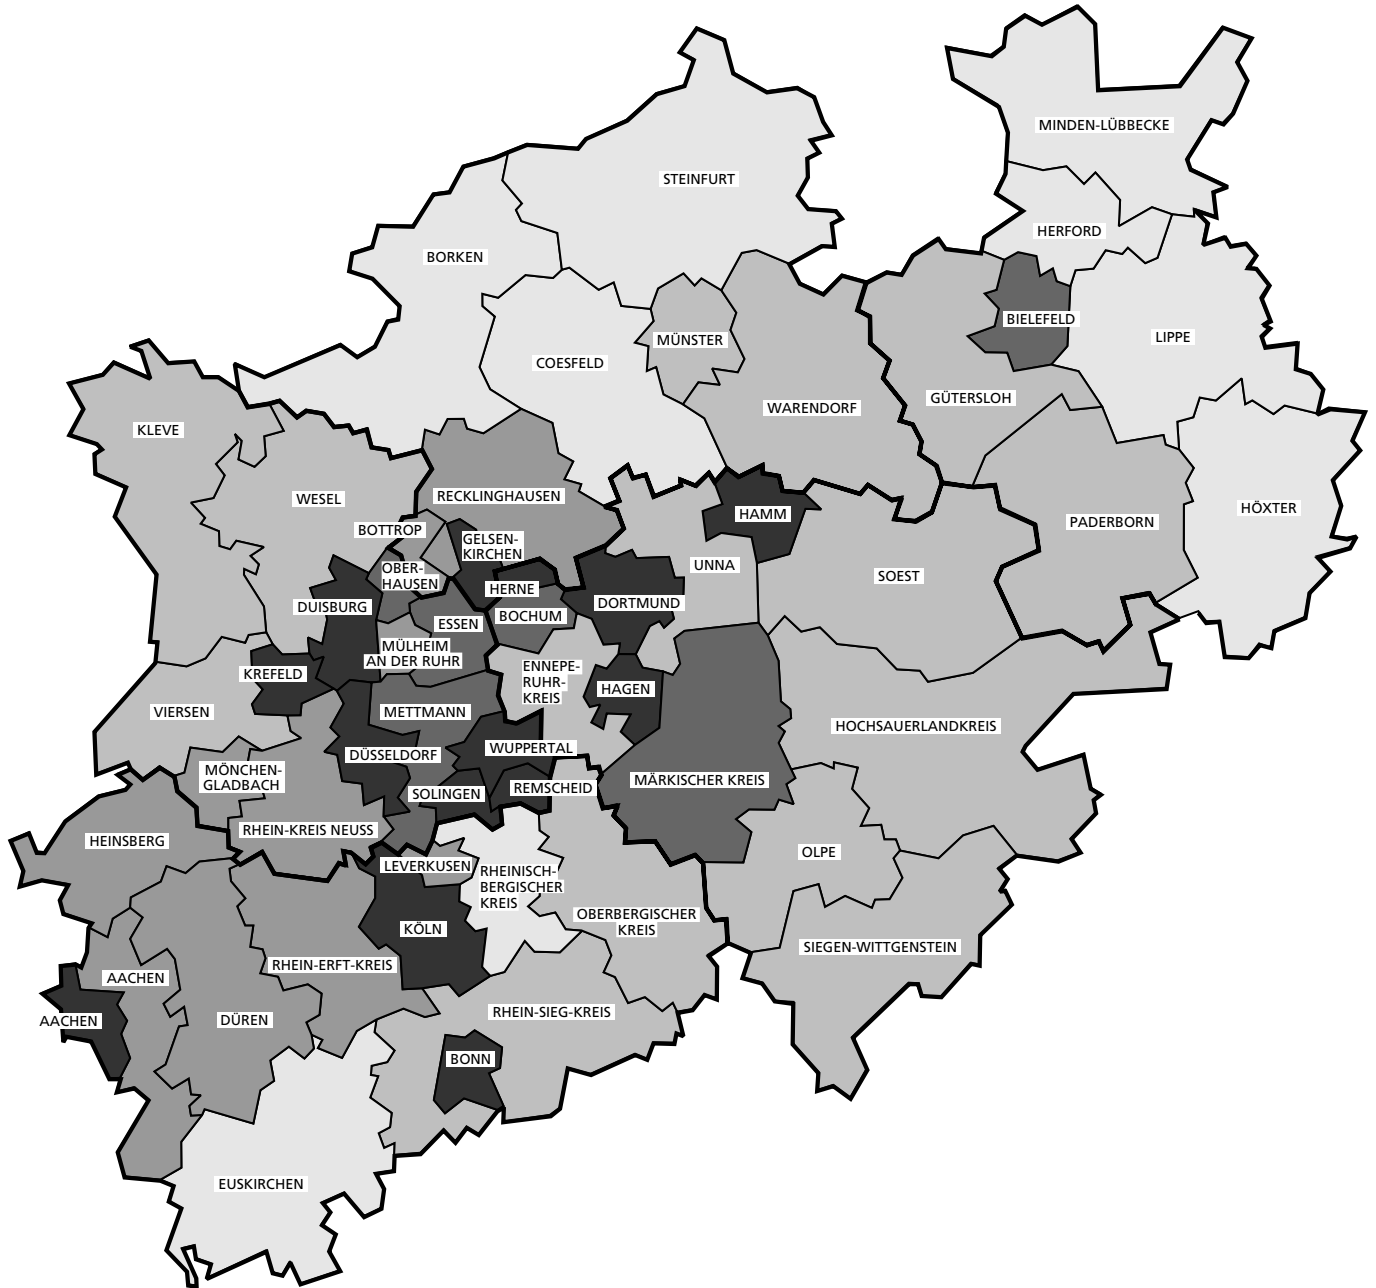 MINDEN-LÜBBECKE
STEINFURT
HERFORD
BORKEN
BIELEFELD
LIPPE
MÜNSTER
COESFELD
GÜTERSLOH
WARENDORF
KLEVE
WESEL
RECKLINGHAUSEN
HÖXTER
HAMM
PADERBORN
BOTTROP
GELSEN-
KIRCHEN
UNNA
SOEST
OBER-
HAUSEN
HERNE
DUISBURG
DORTMUND
BOCHUM
ESSEN
MÜLHEIM
AN DER RUHR
KREFELD
ENNEPE-
RUHR-
KREIS
HAGEN
VIERSEN
METTMANN
HOCHSAUERLANDKREIS
DÜSSELDORF
WUPPERTAL
MÖNCHEN-
GLADBACH
MÄRKISCHER KREIS
SOLINGEN
REMSCHEID
HEINSBERG
RHEIN-KREIS NEUSS
OLPE
LEVERKUSEN
RHEINISCH-
BERGISCHER
KREIS
KÖLN
OBERBERGISCHER
KREIS
SIEGEN-WITTGENSTEIN
RHEIN-ERFT-KREIS
AACHEN
AACHEN
DÜREN
RHEIN-SIEG-KREIS
BONN
EUSKIRCHEN